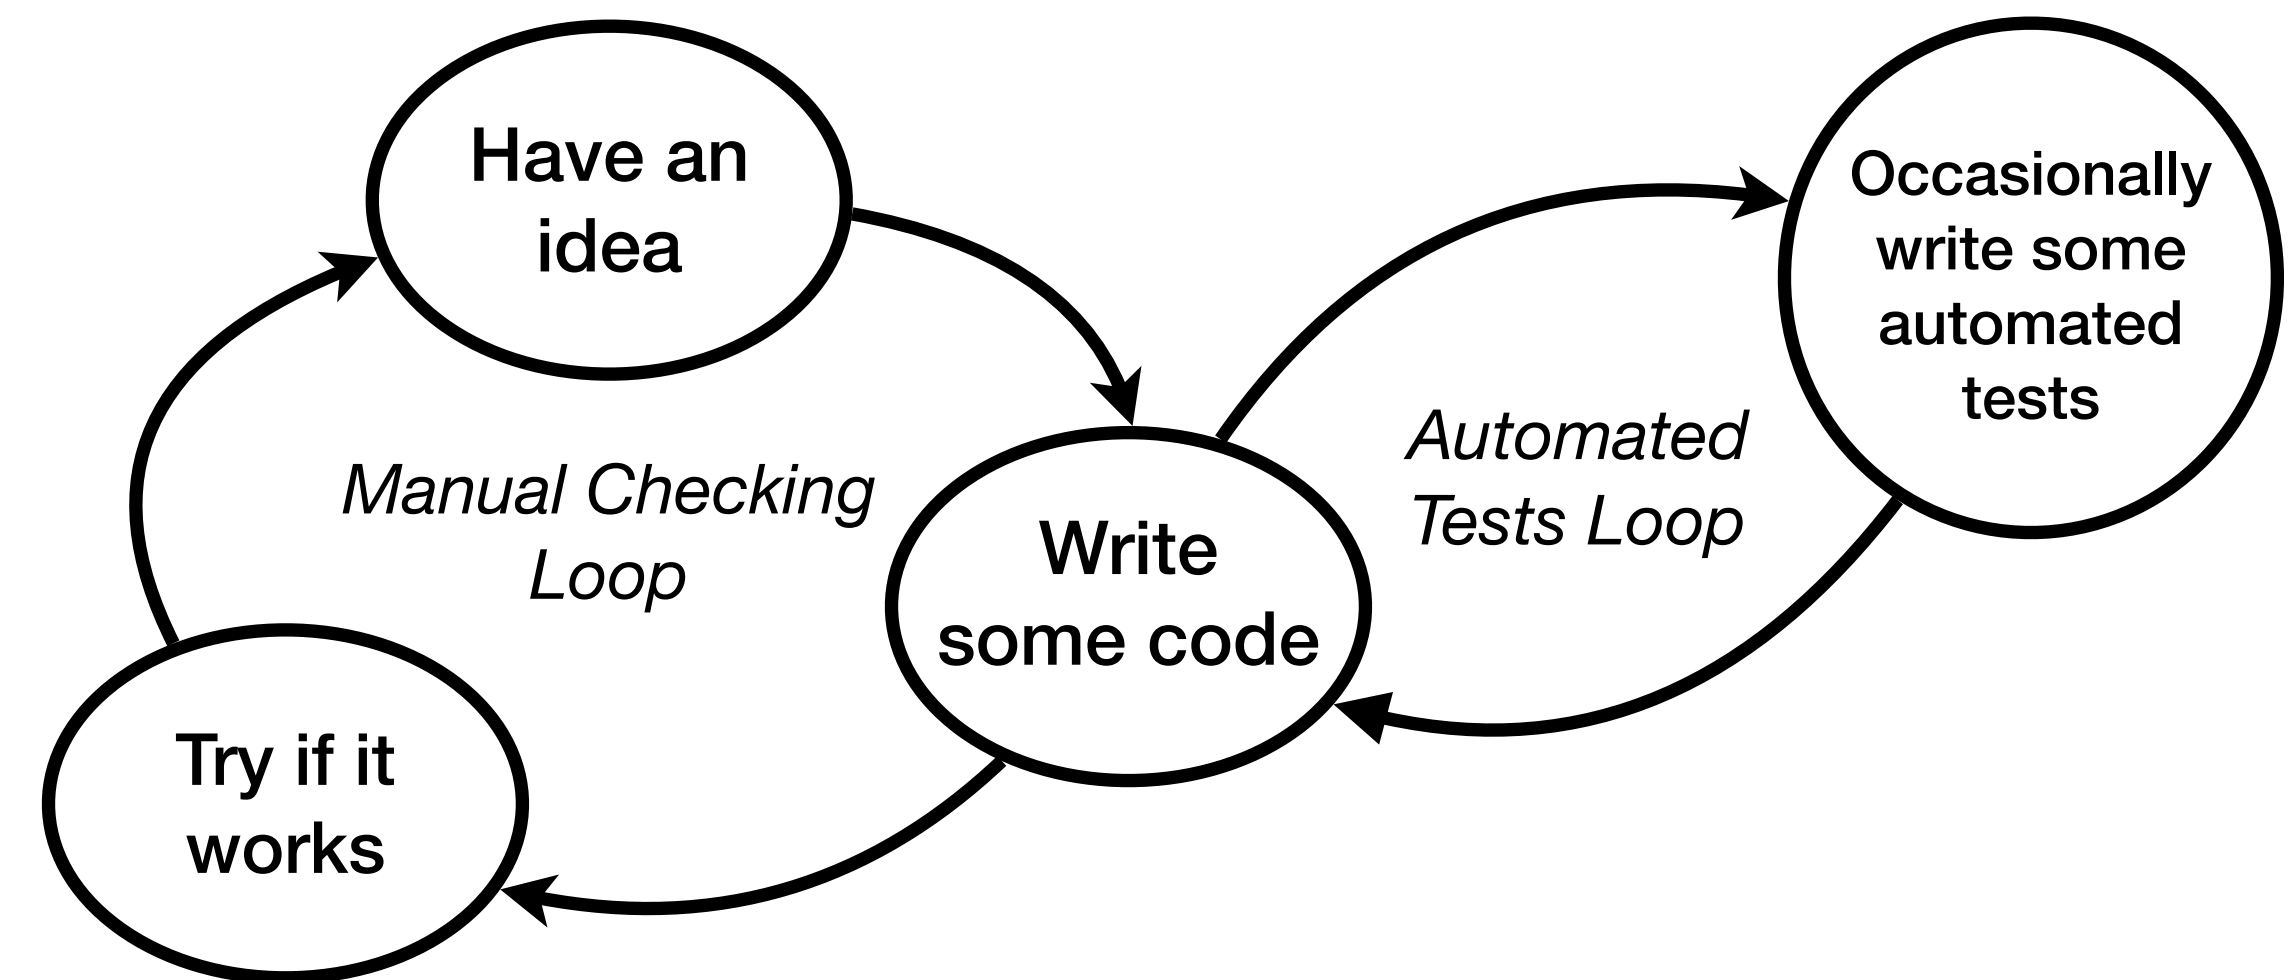 Have an
idea
Occasionally
write some
automated
tests
Manual Checking
Loop
Automated
Tests Loop
Write
some code
Try if it
works